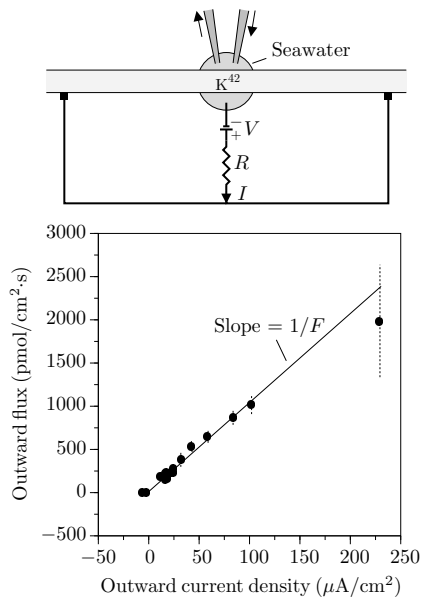 Seawater
K⁴²
−
+ V
R
I
3000
2500
2000
1500
1000
500
0
−500
Outward flux (pmol/cm²·s)
Slope = 1/F
−50 0 50 100 150 200 250
Outward current density (μA/cm²)